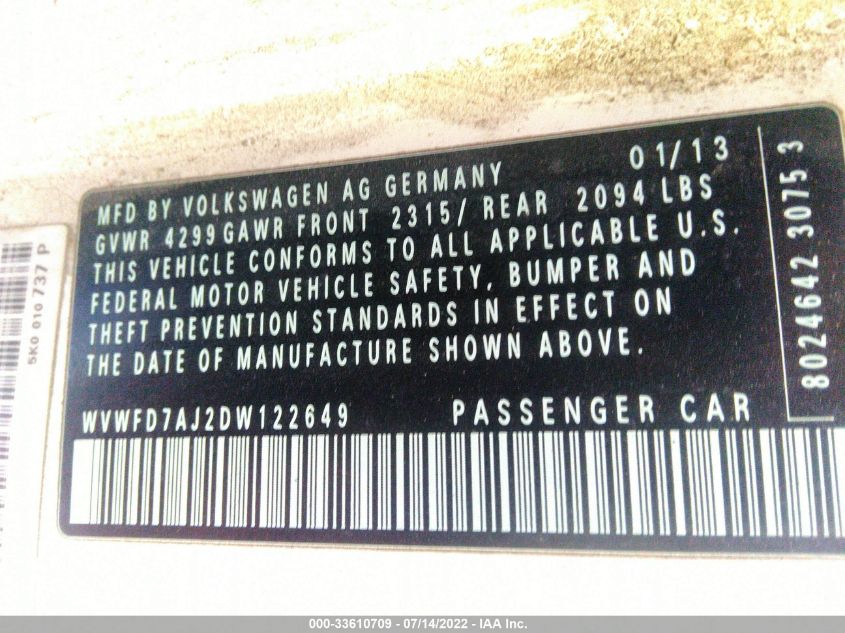 MFD BY VOLKSWAGEN AG GERMANY 01/13
GVWR 4299 GAWR FRONT 2315/ REAR 2094 LBS
THIS VEHICLE CONFORMS TO ALL APPLICABLE U.S.
FEDERAL MOTOR VEHICLE SAFETY, BUMPER AND
THEFT PREVENTION STANDARDS IN EFFECT ON
THE DATE OF MANUFACTURE SHOWN ABOVE.
WVWFD7AJ2DW122649 PASSENGER CAR
8024642 3075 3
5K0 010 737 P
000-33610709 - 07/14/2022 - IAA Inc.